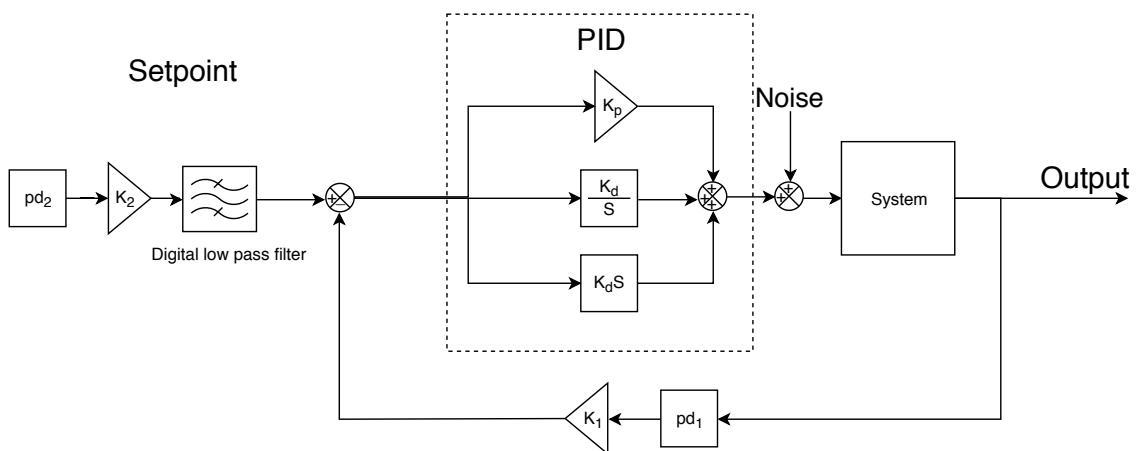 Setpoint
PID
Noise
Output
K_p
pd_2
K_2
Digital low pass filter
+
−
K_d
S
K_dS
+
+
+
+
+
System
K_1
pd_1